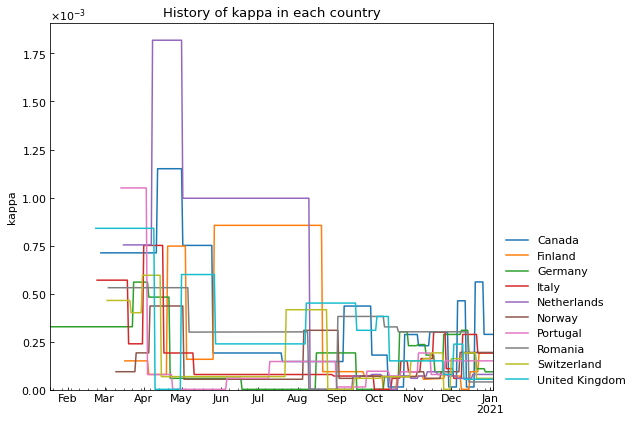 History of kappa in each country
×10⁻³
1.75
1.50
1.25
1.00
0.75
0.50
0.25
0.00
kappa
Feb Mar Apr May Jun Jul Aug Sep Oct Nov Dec Jan
2021
Canada
Finland
Germany
Italy
Netherlands
Norway
Portugal
Romania
Switzerland
United Kingdom